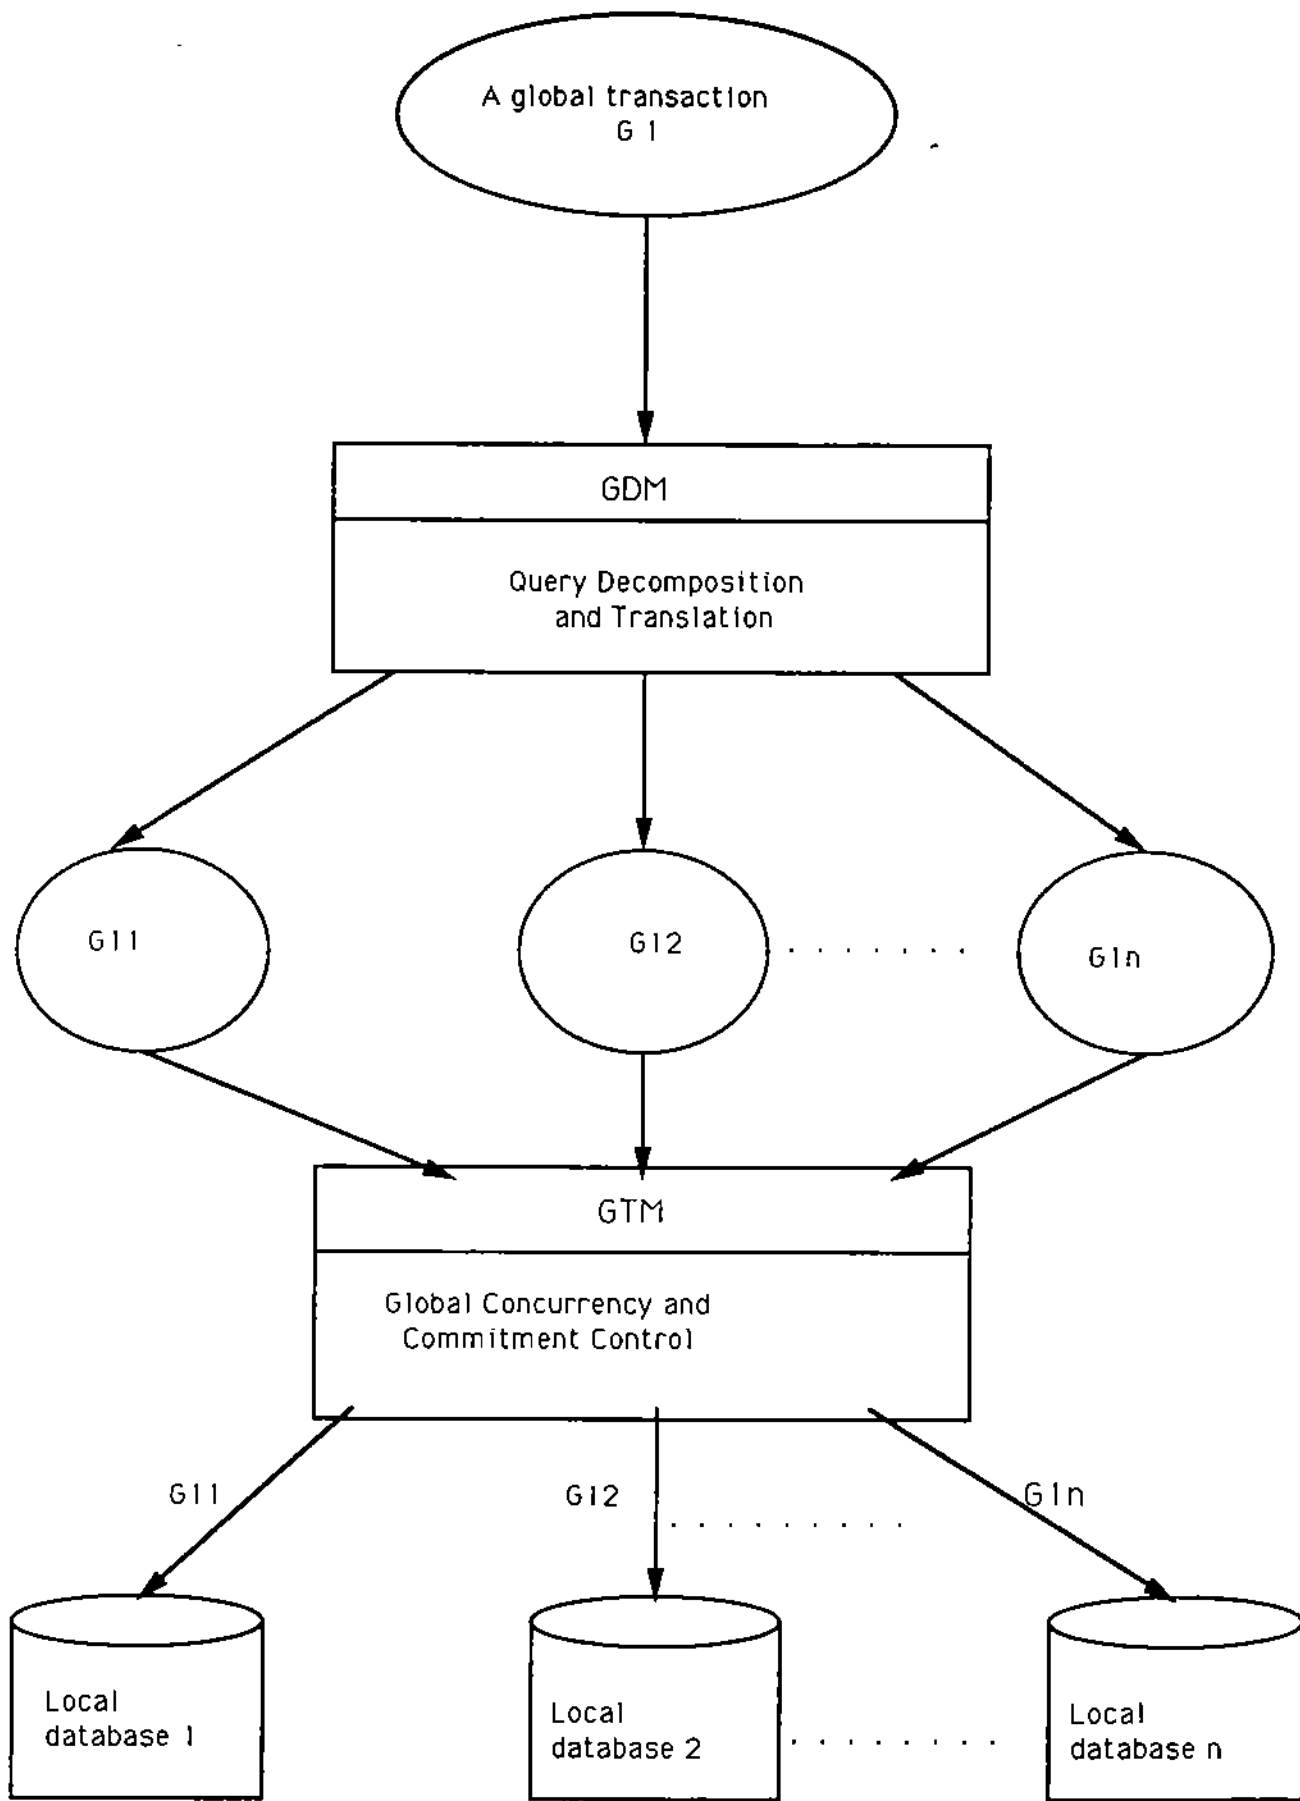 A global transaction
G 1
GDM
Query Decomposition
and Translation
G11
G12
G1n
GTM
Global Concurrency and
Commitment Control
G11
G12
G1n
Local
database 1
Local
database 2
Local
database n